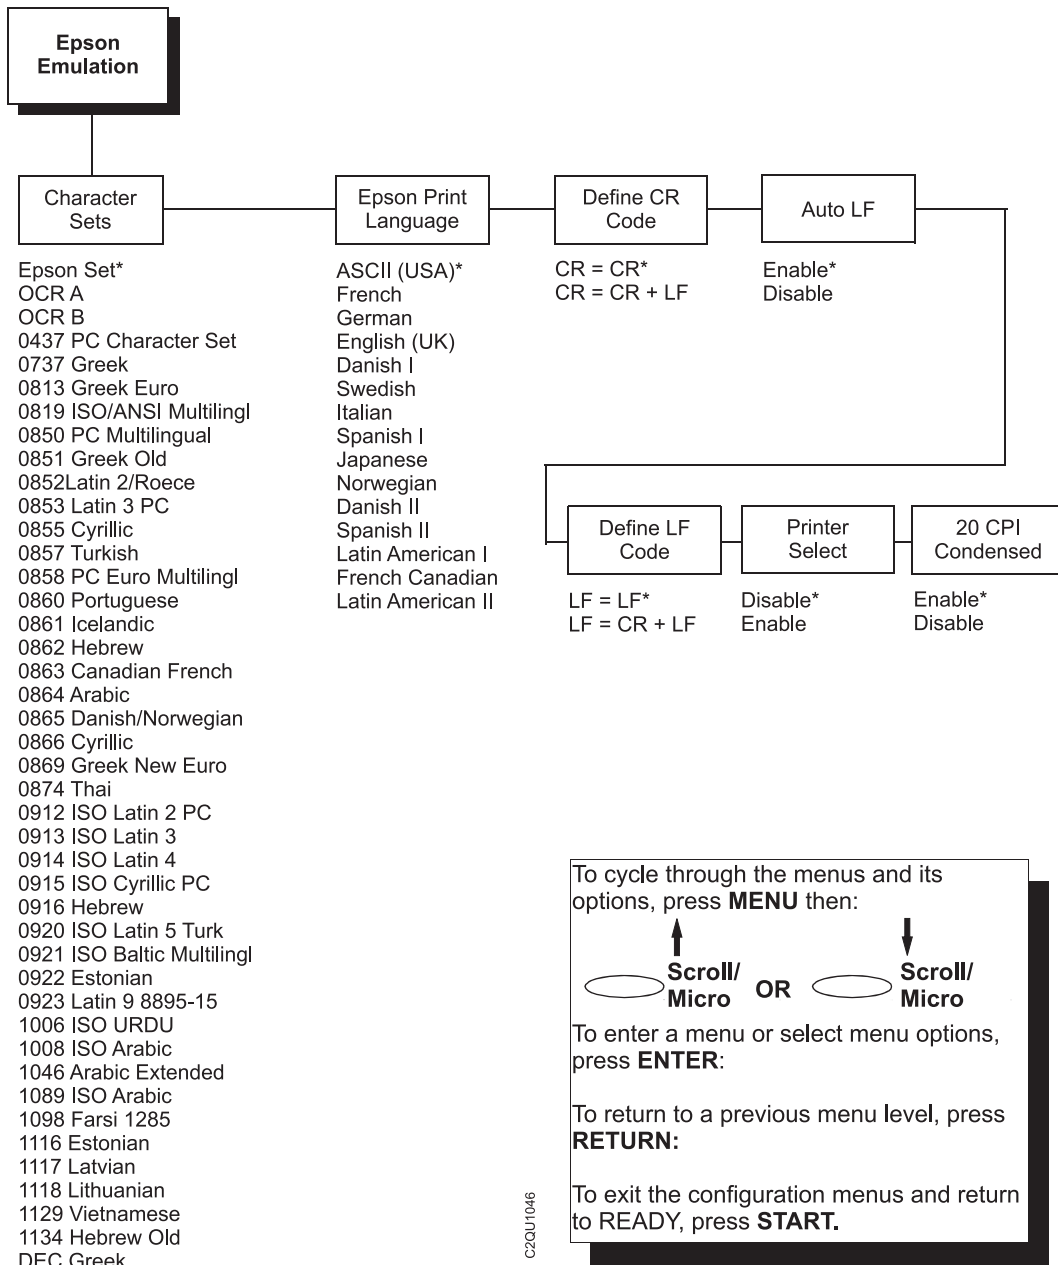 Epson
Emulation
Character
Sets
Epson Print
Language
Define CR
Code
Auto LF
Epson Set*
OCR A
OCR B
0437 PC Character Set
0737 Greek
0813 Greek Euro
0819 ISO/ANSI Multilingl
0850 PC Multilingual
0851 Greek Old
0852Latin 2/Roece
0853 Latin 3 PC
0855 Cyrillic
0857 Turkish
0858 PC Euro Multilingl
0860 Portuguese
0861 Icelandic
0862 Hebrew
0863 Canadian French
0864 Arabic
0865 Danish/Norwegian
0866 Cyrillic
0869 Greek New Euro
0874 Thai
0912 ISO Latin 2 PC
0913 ISO Latin 3
0914 ISO Latin 4
0915 ISO Cyrillic PC
0916 Hebrew
0920 ISO Latin 5 Turk
0921 ISO Baltic Multilingl
0922 Estonian
0923 Latin 9 8895-15
1006 ISO URDU
1008 ISO Arabic
1046 Arabic Extended
1089 ISO Arabic
1098 Farsi 1285
1116 Estonian
1117 Latvian
1118 Lithuanian
1129 Vietnamese
1134 Hebrew Old
DEC Greek
ASCII (USA)*
French
German
English (UK)
Danish I
Swedish
Italian
Spanish I
Japanese
Norwegian
Danish II
Spanish II
Latin American I
French Canadian
Latin American II
CR = CR*
CR = CR + LF
Enable*
Disable
Define LF
Code
Printer
Select
20 CPI
Condensed
LF = LF*
LF = CR + LF
Disable*
Enable
Enable*
Disable
To cycle through the menus and its
options, press MENU then:
Scroll/
Micro
OR
Scroll/
Micro
To enter a menu or select menu options,
press ENTER:
To return to a previous menu level, press
RETURN:
To exit the configuration menus and return
to READY, press START.
C2QU1046